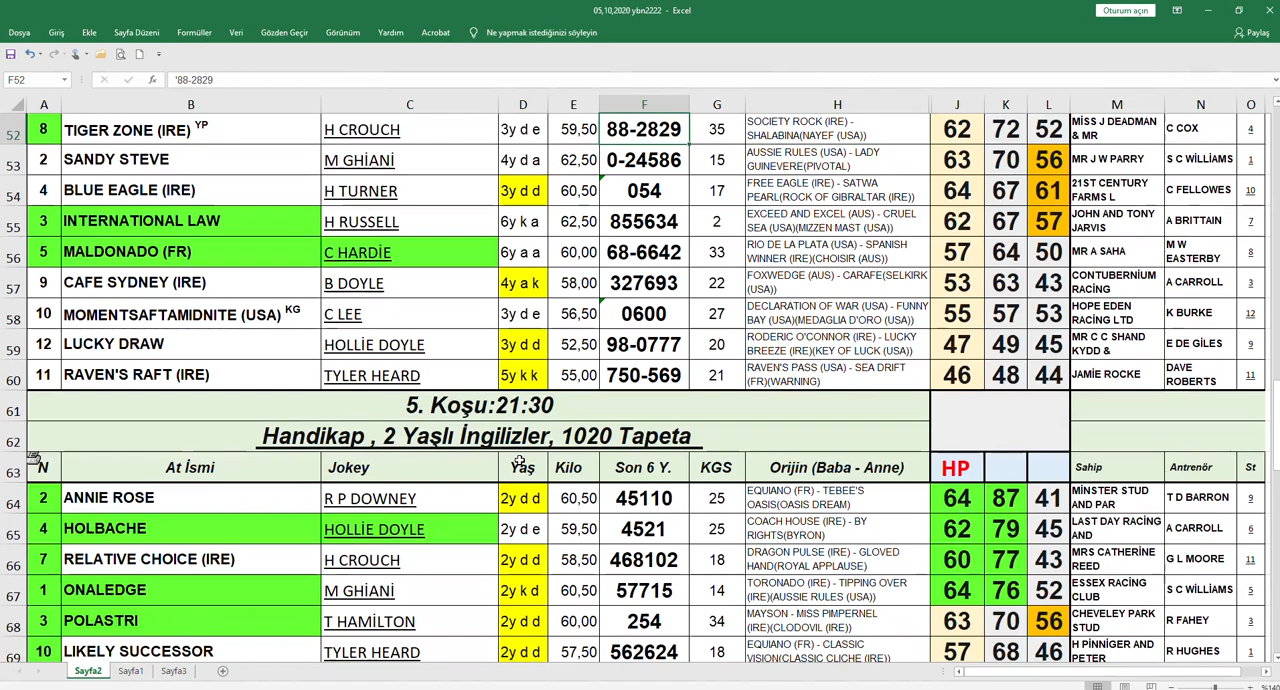 05,10,2020 ybn2222 - Excel
Oturum açın
Dosya Giriş Ekle Sayfa Düzeni Formüller Veri Gözden Geçir Görünüm Yardım Acrobat Ne yapmak istediğinizi söyleyin Paylaş
F52 fx '88-2829
A B C D E F G H J K L M N O
52 8 TIGER ZONE (IRE) YP H CROUCH 3y d e 59,50 88-2829 35 SOCIETY ROCK (IRE) - SHALABINA(NAYEF (USA)) 62 72 52 MİSS J DEADMAN & MR C COX 4
53 2 SANDY STEVE M GHİANİ 4y d a 62,50 0-24586 15 AUSSIE RULES (USA) - LADY GUINEVERE(PIVOTAL) 63 70 56 MR J W PARRY S C WİLLİAMS 1
54 4 BLUE EAGLE (IRE) H TURNER 3y d d 60,50 054 17 FREE EAGLE (IRE) - SATWA PEARL(ROCK OF GIBRALTAR (IRE)) 64 67 61 21ST CENTURY FARMS L C FELLOWES 10
55 3 INTERNATIONAL LAW H RUSSELL 6y k a 62,50 855634 2 EXCEED AND EXCEL (AUS) - CRUEL SEA (USA)(MIZZEN MAST (USA)) 62 67 57 JOHN AND TONY JARVIS A BRITTAIN 7
56 5 MALDONADO (FR) C HARDİE 6y a a 60,00 68-6642 33 RIO DE LA PLATA (USA) - SPANISH WINNER (IRE)(CHOISIR (AUS)) 57 64 50 MR A SAHA M W EASTERBY 8
57 9 CAFE SYDNEY (IRE) B DOYLE 4y a k 58,00 327693 22 FOXWEDGE (AUS) - CARAFE(SELKIRK (USA)) 53 63 43 CONTUBERNİUM RACİNG A CARROLL 3
58 10 MOMENTSAFTAMIDNITE (USA) KG C LEE 3y d e 56,50 0600 27 DECLARATION OF WAR (USA) - FUNNY BAY (USA)(MEDAGLIA D'ORO (USA)) 55 57 53 HOPE EDEN RACİNG LTD K BURKE 12
59 12 LUCKY DRAW HOLLİE DOYLE 3y d d 52,50 98-0777 20 RODERIC O'CONNOR (IRE) - LUCKY BREEZE (IRE)(KEY OF LUCK (USA)) 47 49 45 MR C C SHAND KYDD & E DE GİLES 9
60 11 RAVEN'S RAFT (IRE) TYLER HEARD 5y k k 55,00 750-569 21 RAVEN'S PASS (USA) - SEA DRIFT (FR)(WARNING) 46 48 44 JAMİE ROCKE DAVE ROBERTS 11
61 5. Koşu:21:30
62 Handikap , 2 Yaşlı İngilizler, 1020 Tapeta
63 N At İsmi Jokey Yaş Kilo Son 6 Y. KGS Orijin (Baba - Anne) HP Sahip Antrenör St
64 2 ANNIE ROSE R P DOWNEY 2y d d 60,50 45110 25 EQUIANO (FR) - TEBEE'S OASIS(OASIS DREAM) 64 87 41 MİNSTER STUD AND PAR T D BARRON 9
65 4 HOLBACHE HOLLİE DOYLE 2y d e 59,50 4521 25 COACH HOUSE (IRE) - BY RIGHTS(BYRON) 62 79 45 LAST DAY RACİNG AND A CARROLL 6
66 7 RELATIVE CHOICE (IRE) H CROUCH 2y d d 58,50 468102 18 DRAGON PULSE (IRE) - GLOVED HAND(ROYAL APPLAUSE) 60 77 43 MRS CATHERİNE REED G L MOORE 11
67 1 ONALEDGE M GHİANİ 2y k d 60,50 57715 14 TORONADO (IRE) - TIPPING OVER (IRE)(AUSSIE RULES (USA)) 64 76 52 ESSEX RACİNG CLUB S C WİLLİAMS 5
68 3 POLASTRI T HAMİLTON 2y d d 60,00 254 34 MAYSON - MISS PIMPERNEL (IRE)(CLODOVIL (IRE)) 63 70 56 CHEVELEY PARK STUD R FAHEY 3
69 10 LIKELY SUCCESSOR TYLER HEARD 2y d d 57,50 562624 18 EQUIANO (FR) - CLASSIC VISION(CLASSIC CLICHE (IRE)) 57 68 46 H PİNNİGER AND PETER R HUGHES 1
Sayfa2 Sayfa1 Sayfa3
%140